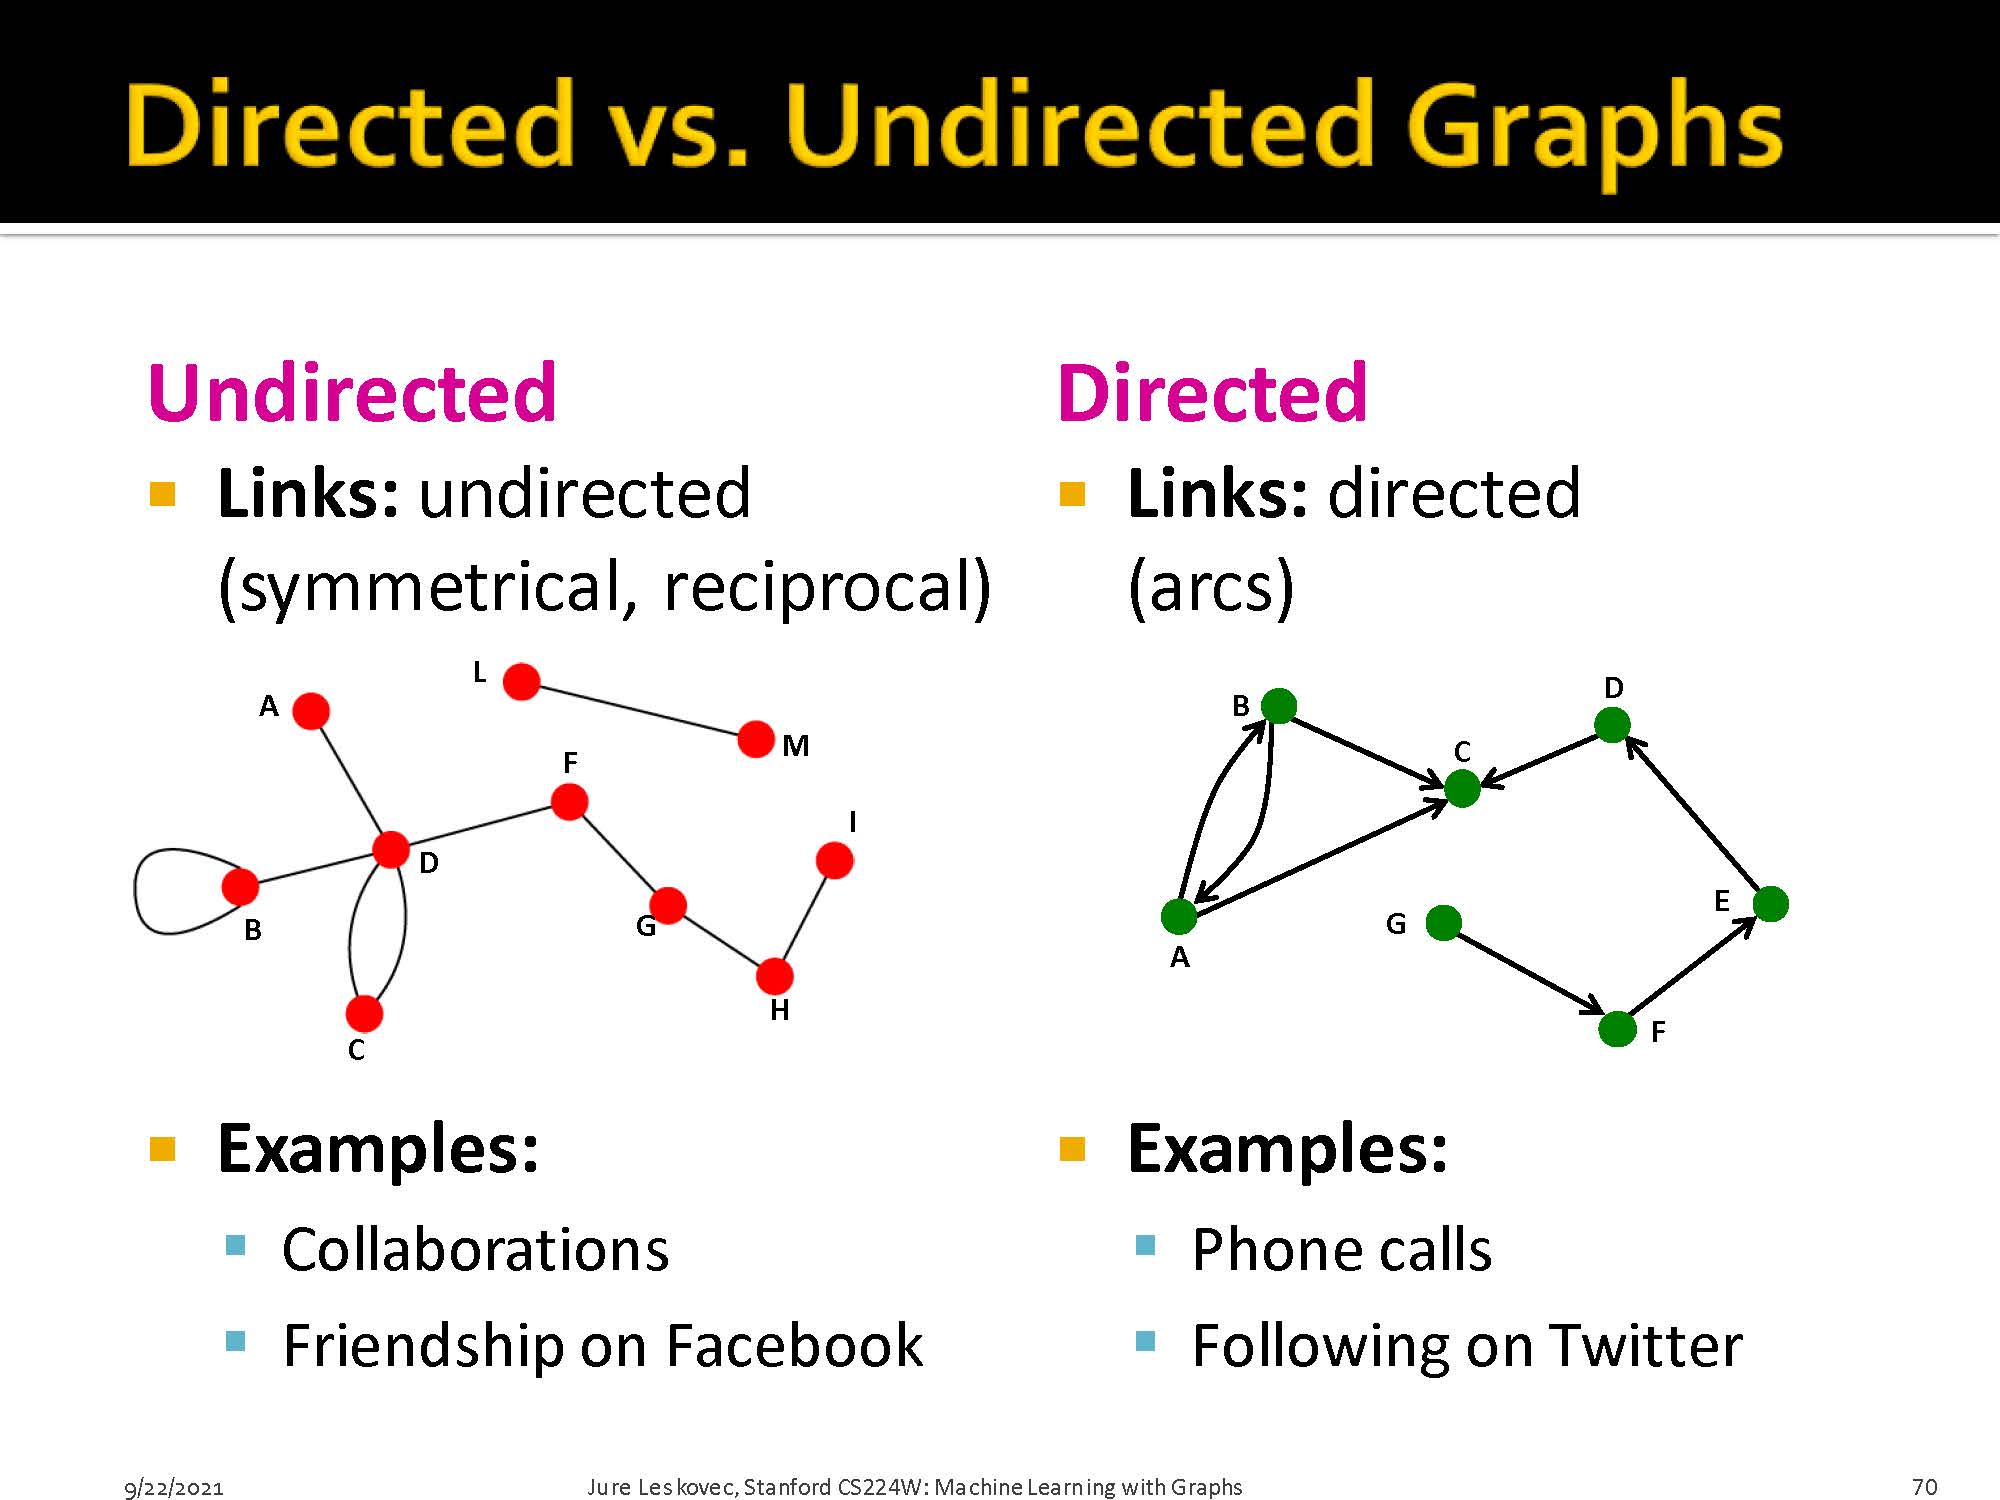 Directed vs. Undirected Graphs
Undirected
Links: undirected
(symmetrical, reciprocal)
L
A
M
F
I
D
B
G
H
C
Examples:
Collaborations
Friendship on Facebook
Directed
Links: directed
(arcs)
D
B
C
E
G
A
F
Examples:
Phone calls
Following on Twitter
9/22/2021
Jure Leskovec, Stanford CS224W: Machine Learning with Graphs
70